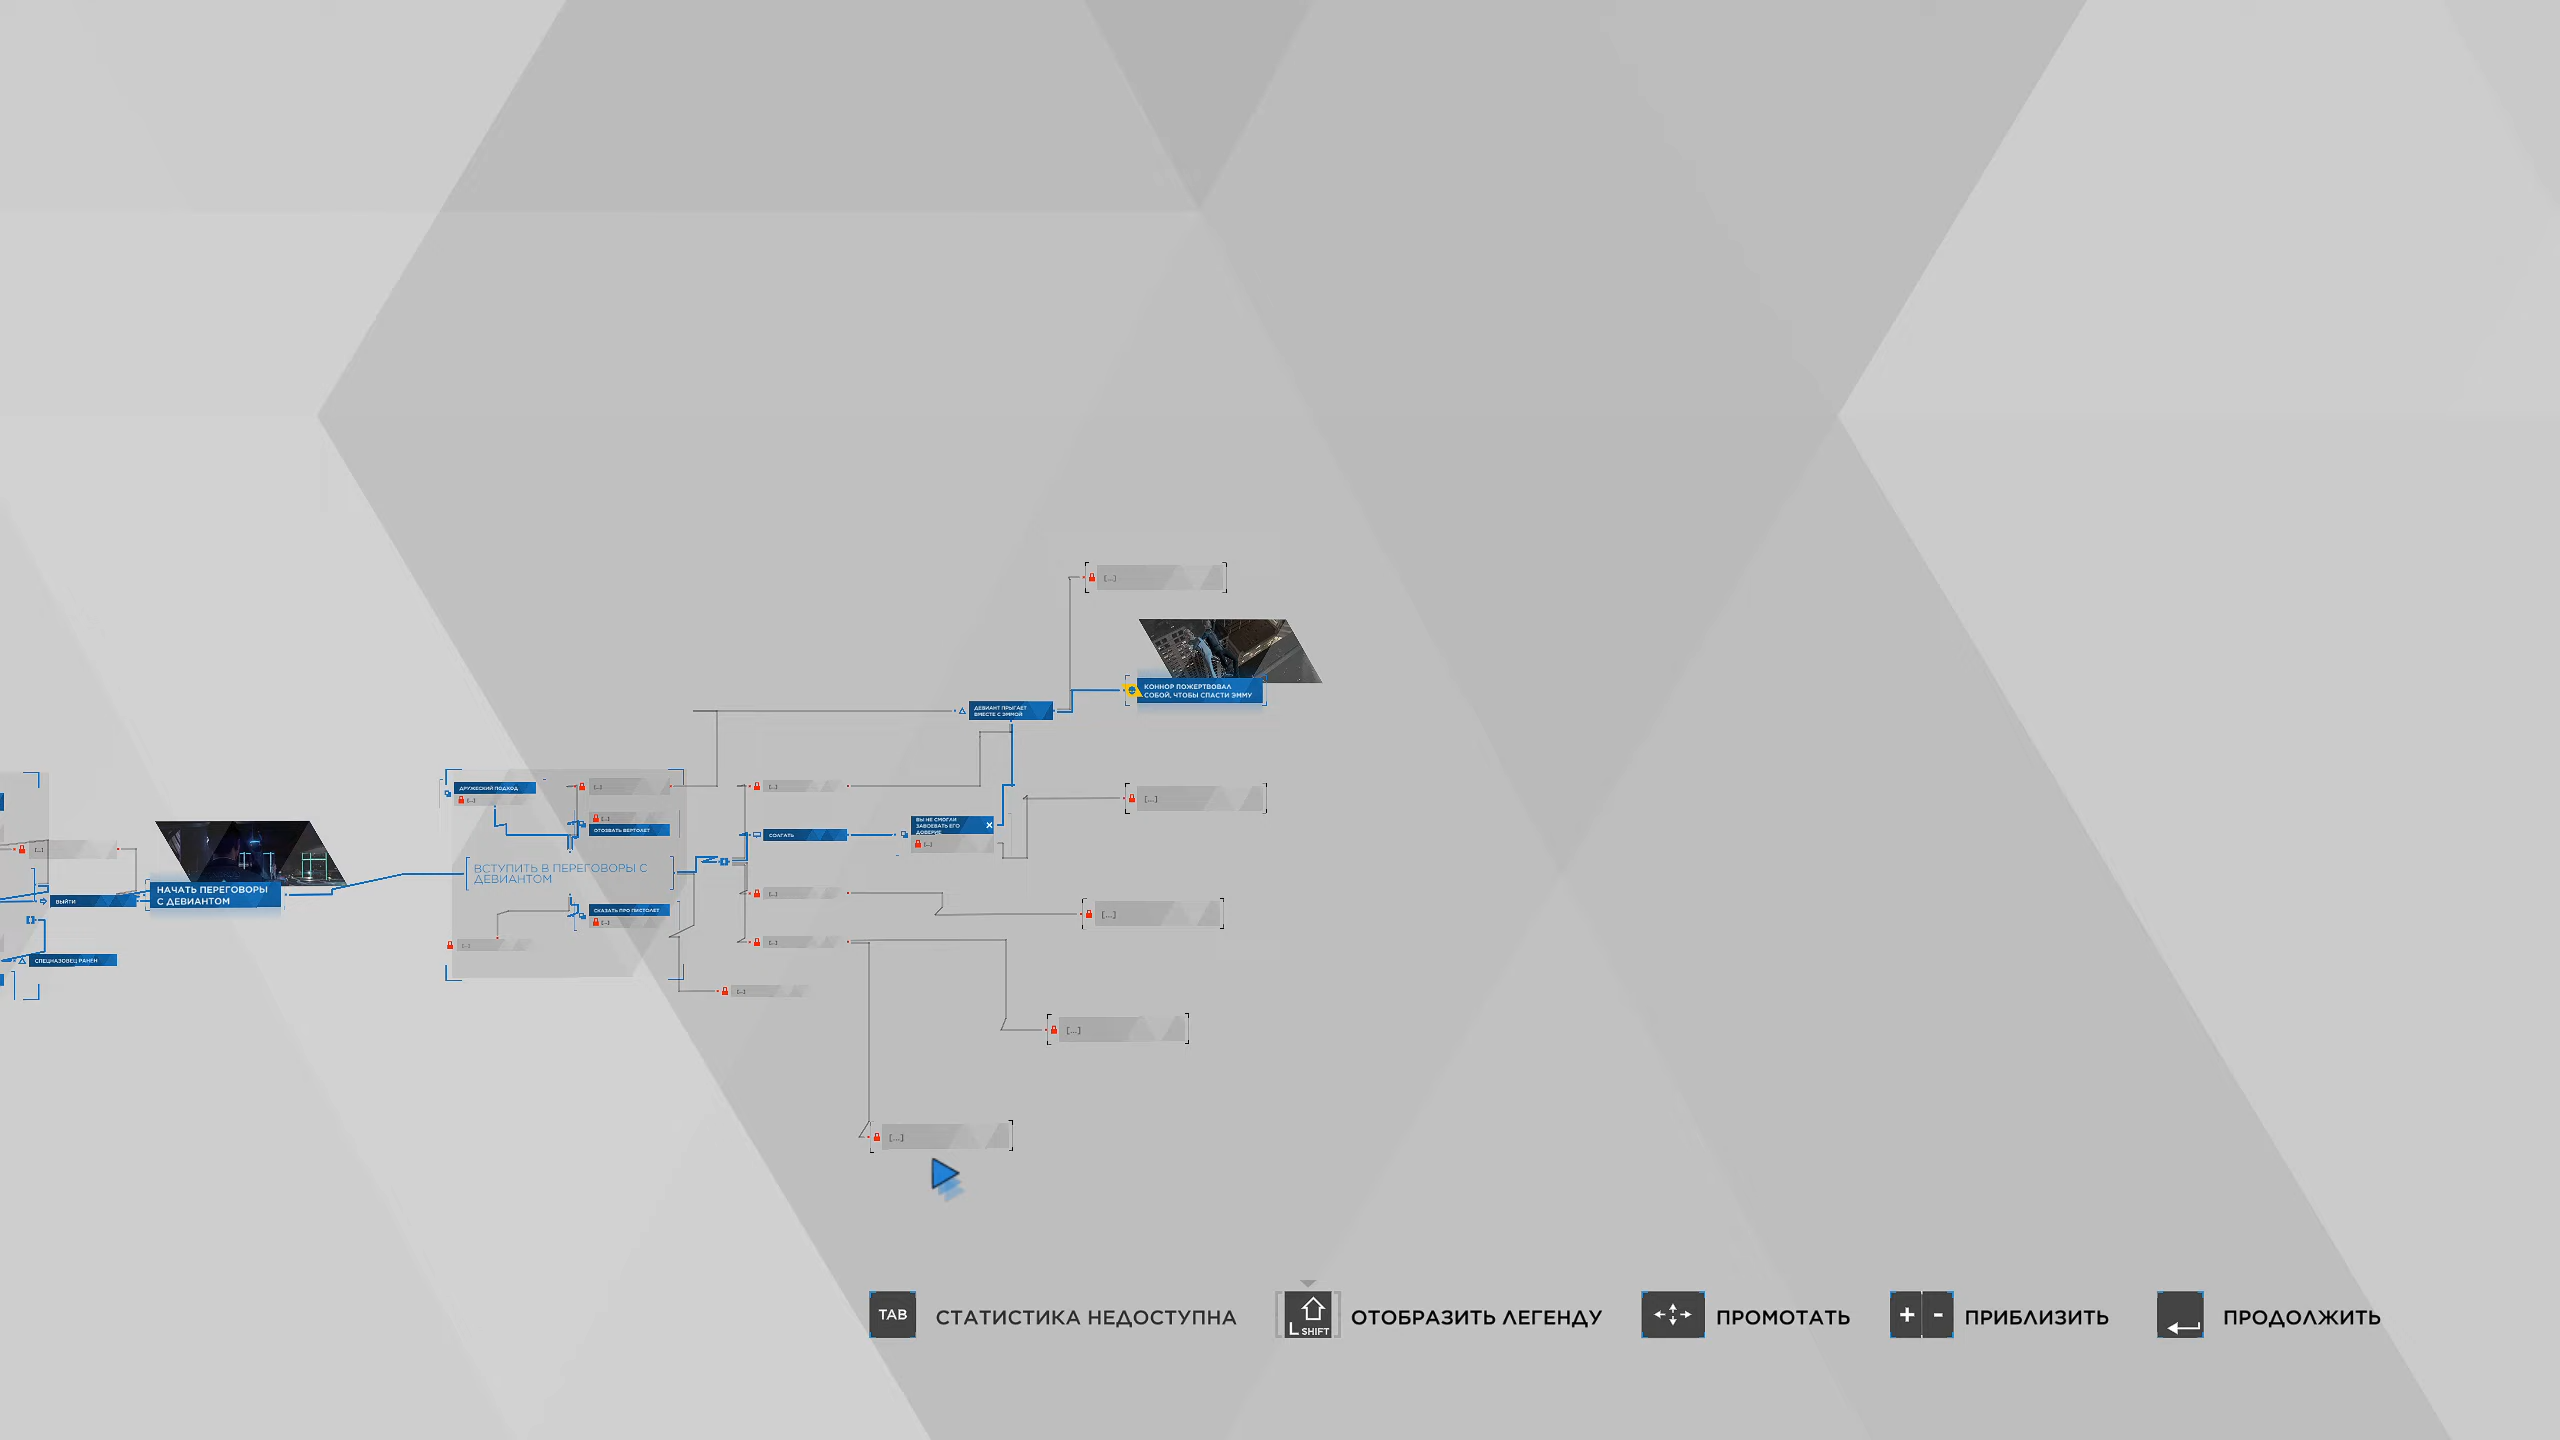 [...]
КОННОР ПОЖЕРТВОВАЛ
СОБОЙ, ЧТОБЫ СПАСТИ ЭММУ
ДЕВИАНТ ПРЫГАЕТ
ВМЕСТЕ С ЭММОЙ
ДРУЖЕСКИЙ ПОДХОД
[...]
[...]
[...]
ОТОЗВАТЬ ВЕРТОЛЕТ
[...]
[...]
СОЛГАТЬ
ВЫ НЕ СМОГЛИ
ЗАВОЕВАТЬ ЕГО
ДОВЕРИЕ
[...]
[...]
ВСТУПИТЬ В ПЕРЕГОВОРЫ С
ДЕВИАНТОМ
НАЧАТЬ ПЕРЕГОВОРЫ
С ДЕВИАНТОМ
ВЫЙТИ
[...]
СКАЗАТЬ ПРО ПИСТОЛЕТ
[...]
[...]
[...]
[...]
СПЕЦНАЗОВЕЦ РАНЕН
[...]
[...]
[...]
TAB
СТАТИСТИКА НЕДОСТУПНА
L SHIFT
ОТОБРАЗИТЬ ЛЕГЕНДУ
ПРОМОТАТЬ
+ -
ПРИБЛИЗИТЬ
ПРОДОЛЖИТЬ